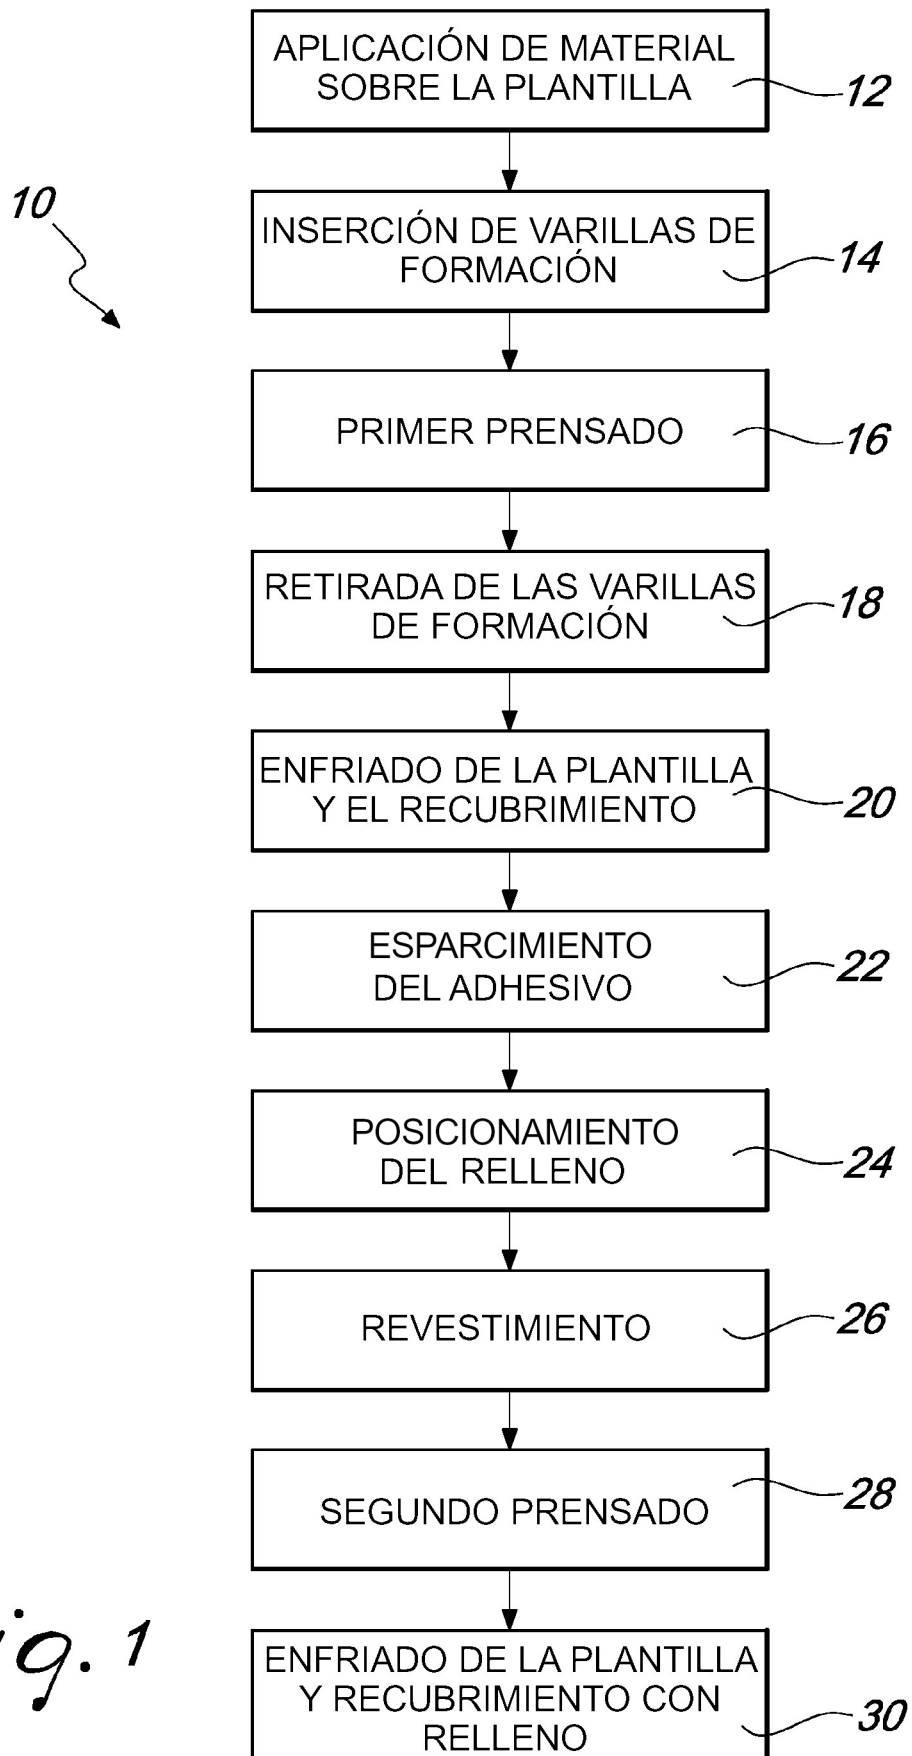 APLICACIÓN DE MATERIAL
SOBRE LA PLANTILLA
12
10
INSERCIÓN DE VARILLAS DE
FORMACIÓN
14
PRIMER PRENSADO
16
RETIRADA DE LAS VARILLAS
DE FORMACIÓN
18
ENFRIADO DE LA PLANTILLA
Y EL RECUBRIMIENTO
20
ESPARCIMIENTO
DEL ADHESIVO
22
POSICIONAMIENTO
DEL RELLENO
24
REVESTIMIENTO
26
SEGUNDO PRENSADO
28
ENFRIADO DE LA PLANTILLA
Y RECUBRIMIENTO CON
RELLENO
30
ig. 1